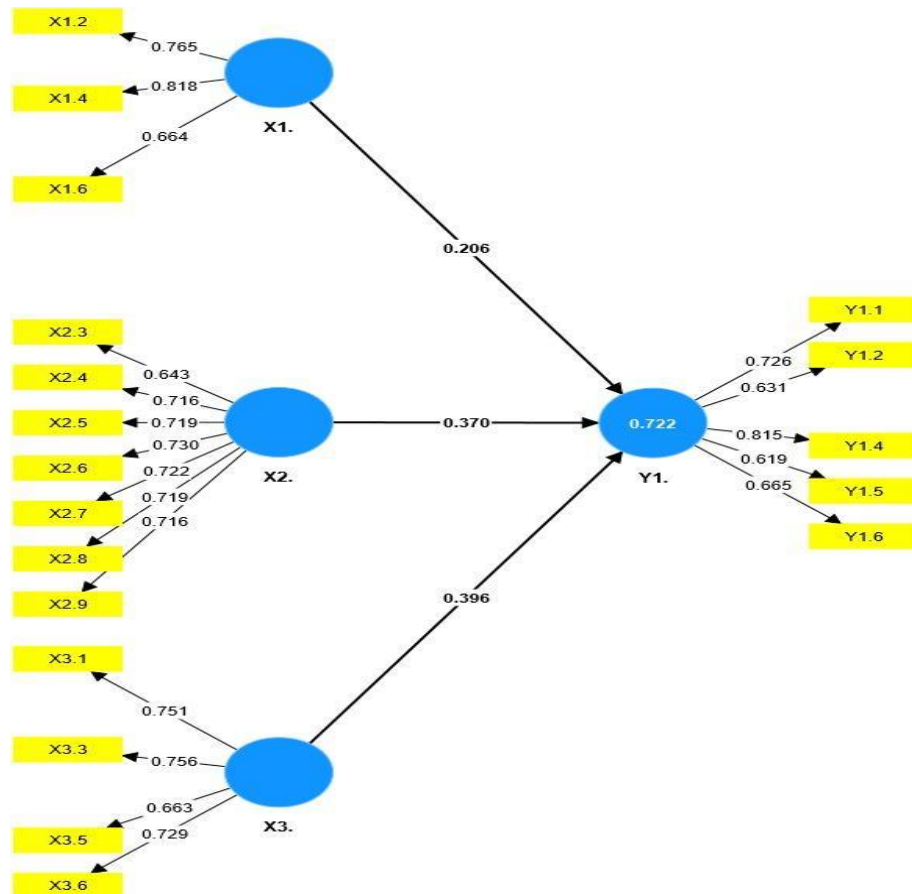 X1.2
0.765
X1.4
0.818
X1.6
0.664
X1.
0.206
X2.3
0.643
X2.4
0.716
X2.5
0.719
X2.6
0.730
X2.7
0.722
X2.8
0.719
X2.9
0.716
X2.
0.370
X3.1
0.751
X3.3
0.756
X3.5
0.663
X3.6
0.729
X3.
0.396
0.722
Y1.
Y1.1
0.726
Y1.2
0.631
Y1.4
0.815
Y1.5
0.619
Y1.6
0.665